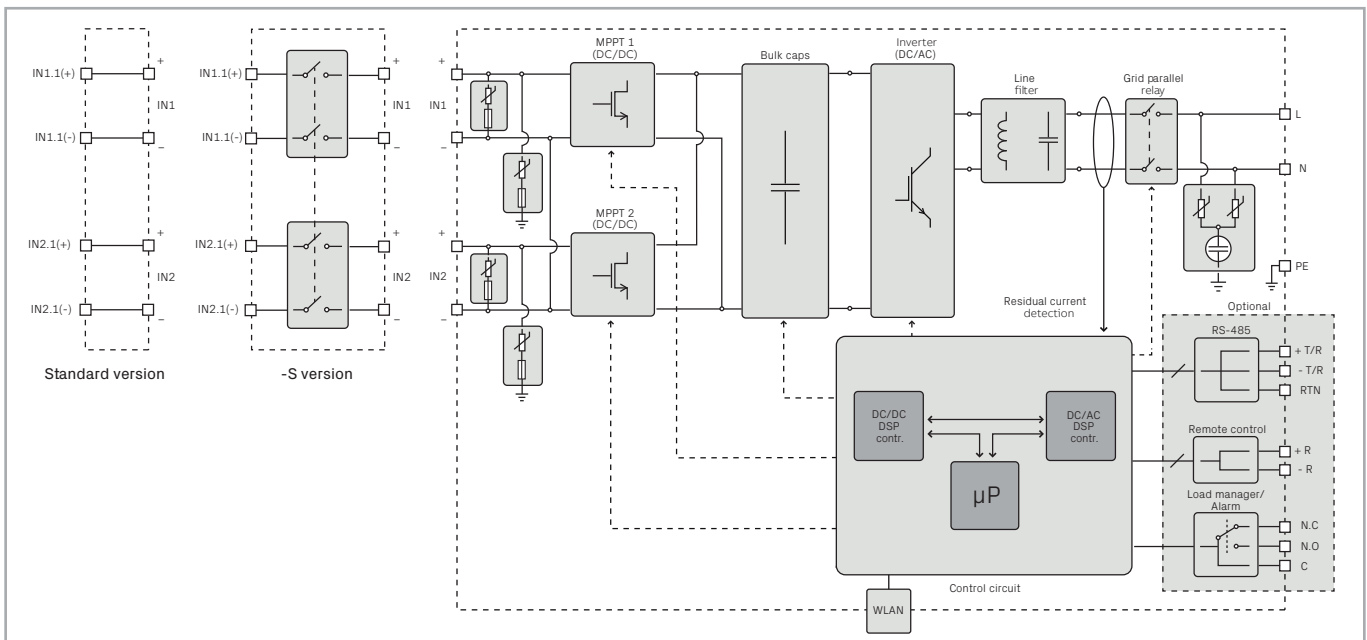 IN1.1(+)
+
IN1
IN1.1(-)
−
IN2.1(+)
+
IN2
IN2.1(-)
−
Standard version
IN1.1(+)
+
IN1
IN1.1(-)
−
IN2.1(+)
+
IN2
IN2.1(-)
−
-S version
+
IN1
−
+
IN2
−
MPPT 1
(DC/DC)
MPPT 2
(DC/DC)
Bulk caps
Inverter
(DC/AC)
Line
filter
Grid parallel
relay
L
N
PE
Residual current
detection
Optional
RS-485
+ T/R
- T/R
RTN
Remote control
+ R
- R
Load manager/
Alarm
N.C
N.O
C
DC/DC
DSP
contr.
DC/AC
DSP
contr.
µP
Control circuit
WLAN